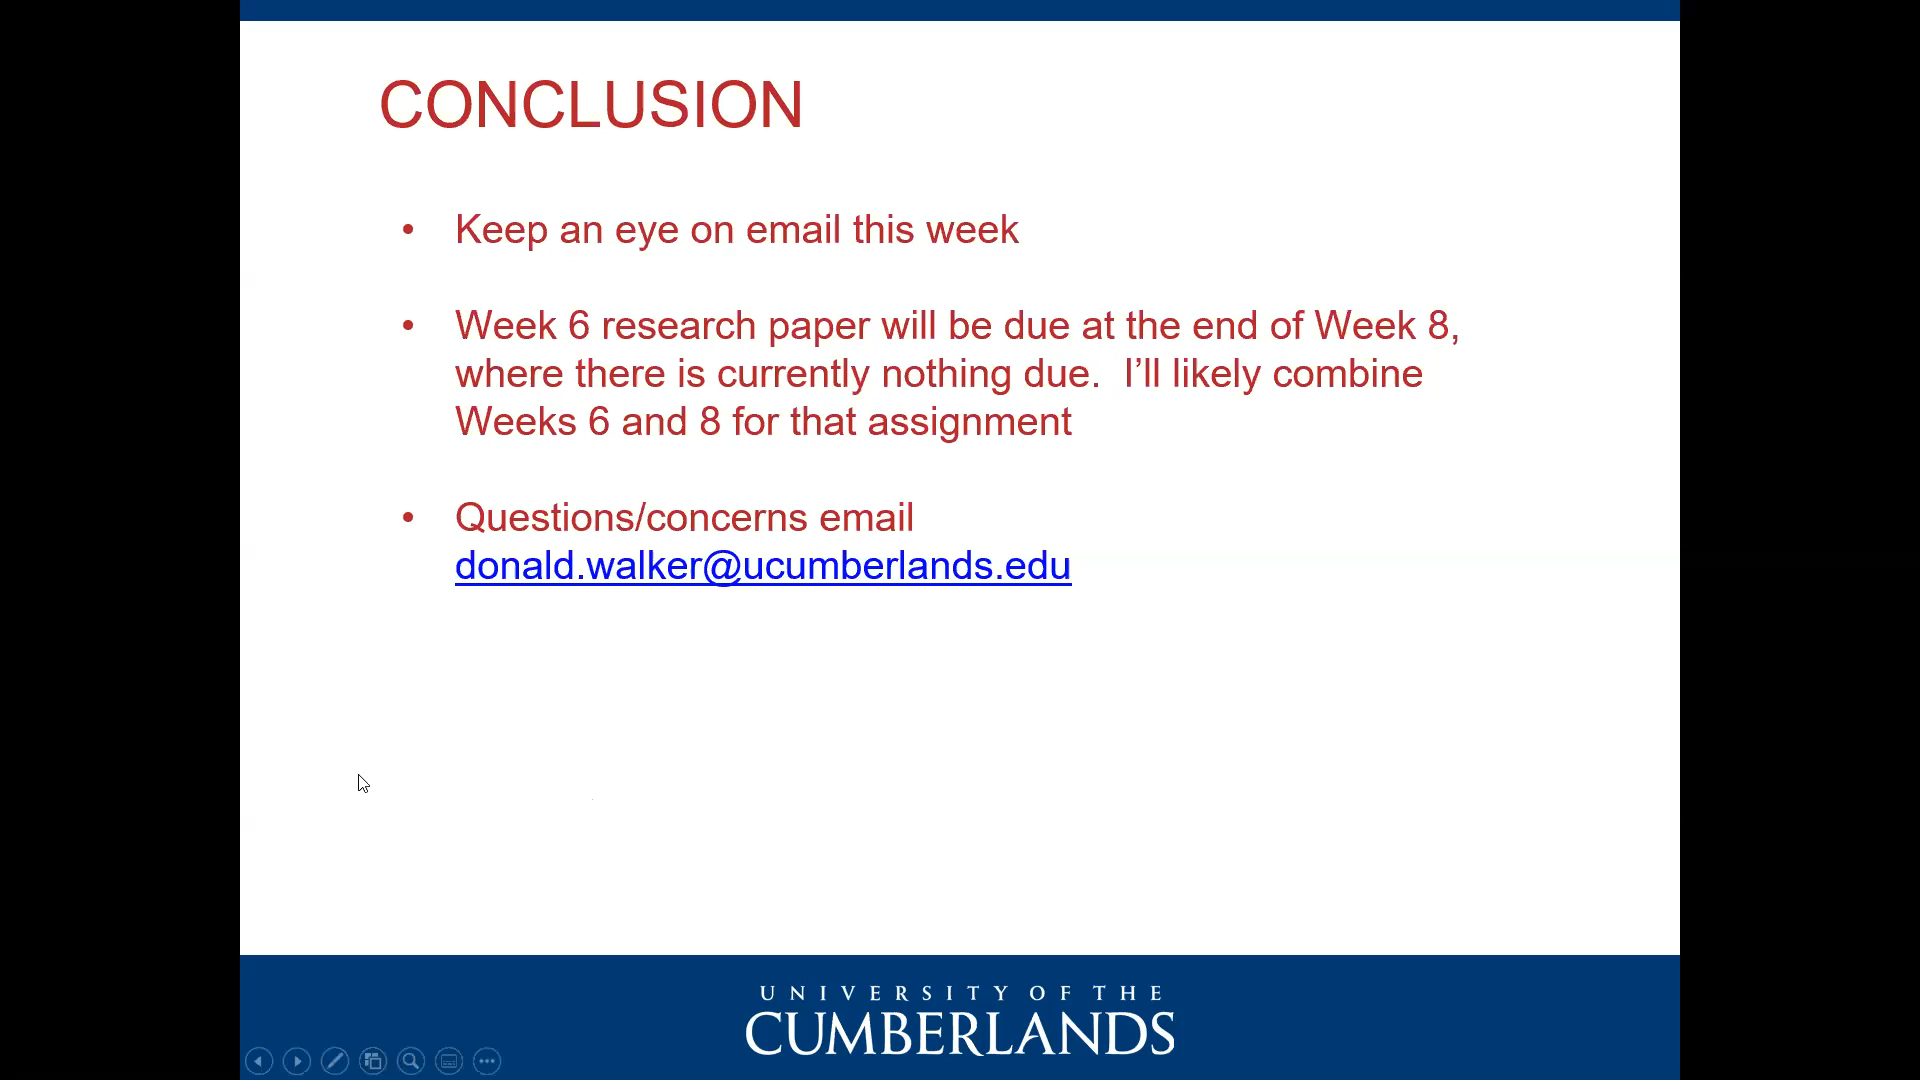 CONCLUSION
• Keep an eye on email this week
• Week 6 research paper will be due at the end of Week 8,
where there is currently nothing due.  I’ll likely combine
Weeks 6 and 8 for that assignment
• Questions/concerns email
donald.walker@ucumberlands.edu
UNIVERSITY OF THE
CUMBERLANDS